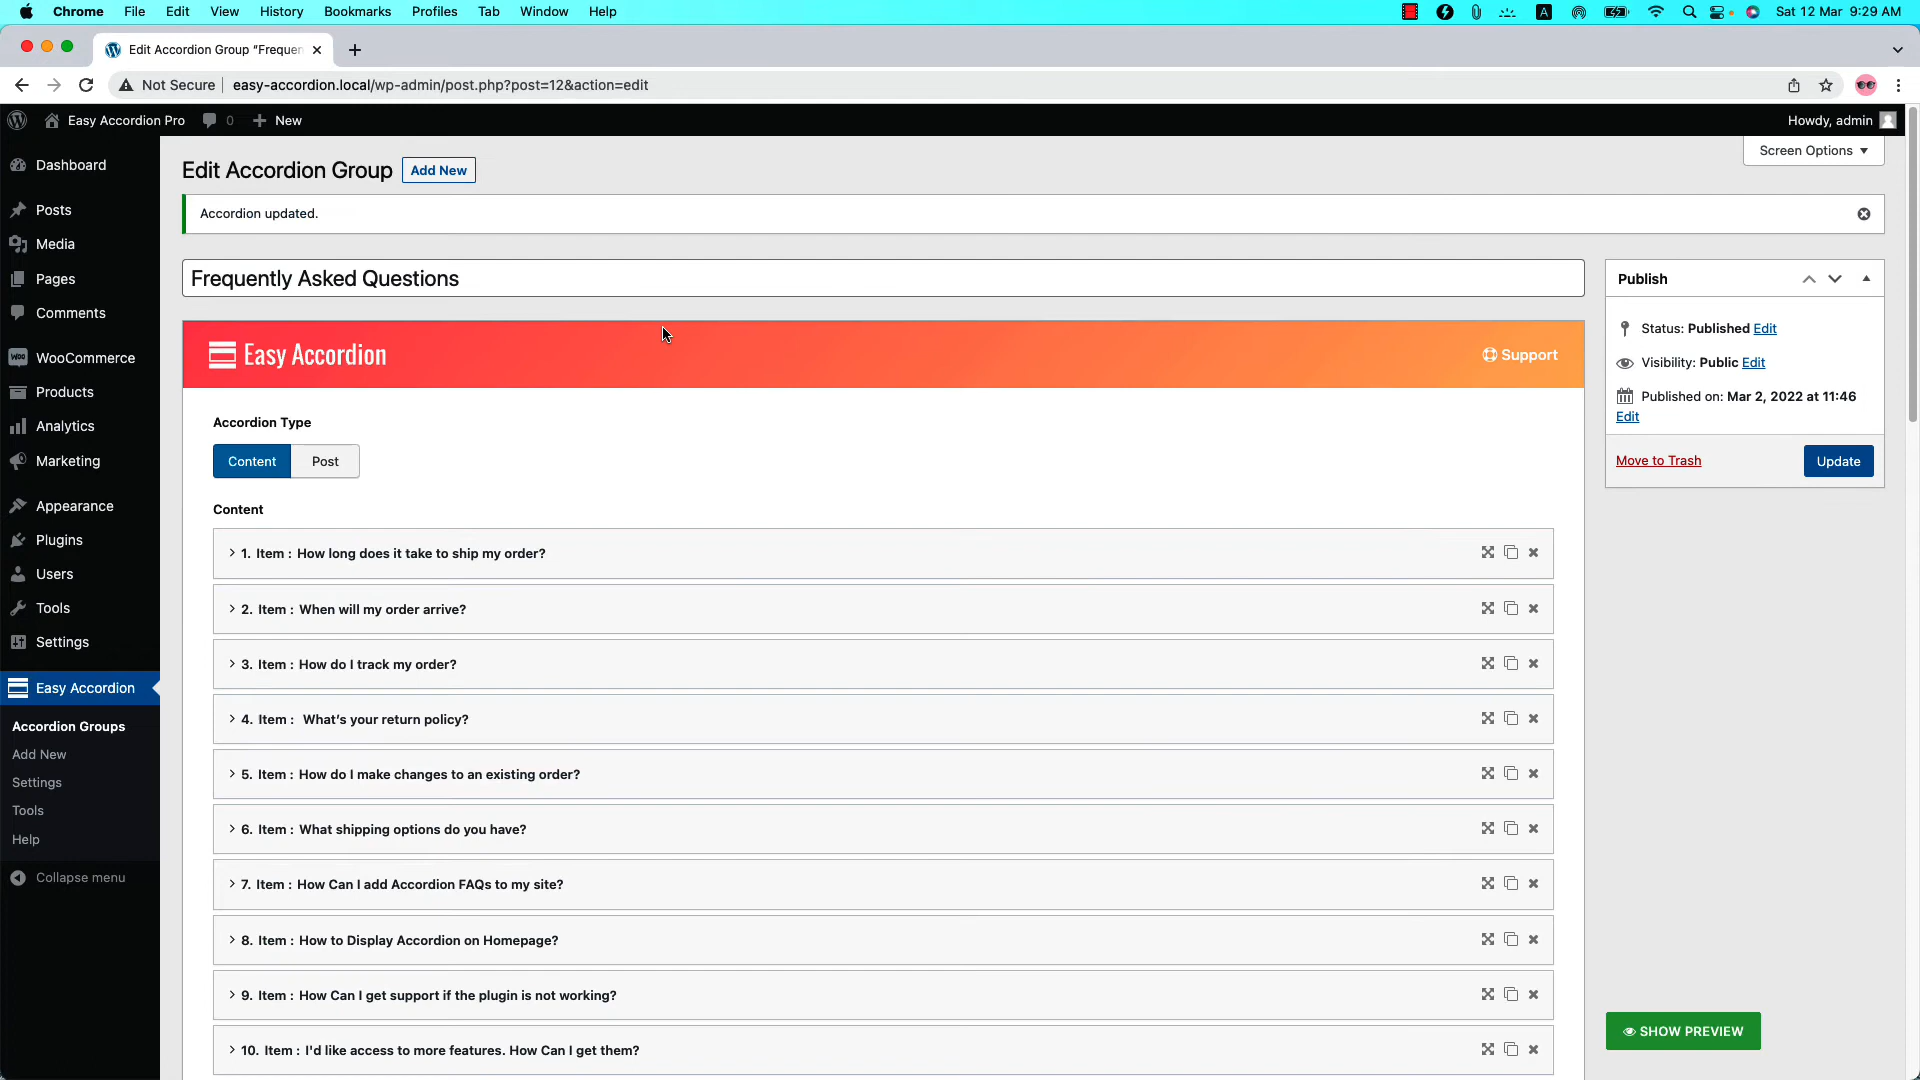 Chrome File Edit View History Bookmarks Profiles Tab Window Help A Sat 12 Mar 9:29 AM
Edit Accordion Group "Frequen
Not Secure easy-accordion.local/wp-admin/post.php?post=12&action=edit
Easy Accordion Pro 0 New Howdy, admin
Screen Options
Edit Accordion Group Add New
Accordion updated.
Dashboard
Posts
Media
Pages
Comments
WOO WooCommerce
Products
Analytics
Marketing
Appearance
Plugins
Users
Tools
Settings
Easy Accordion
Accordion Groups
Add New
Settings
Tools
Help
Collapse menu
Frequently Asked Questions
Easy Accordion Support
Accordion Type
Content Post
Content
1. Item : How long does it take to ship my order?
2. Item : When will my order arrive?
3. Item : How do I track my order?
4. Item : What's your return policy?
5. Item : How do I make changes to an existing order?
6. Item : What shipping options do you have?
7. Item : How Can I add Accordion FAQs to my site?
8. Item : How to Display Accordion on Homepage?
9. Item : How Can I get support if the plugin is not working?
10. Item : I'd like access to more features. How Can I get them?
Publish
Status: Published Edit
Visibility: Public Edit
Published on: Mar 2, 2022 at 11:46
Edit
Move to Trash Update
SHOW PREVIEW